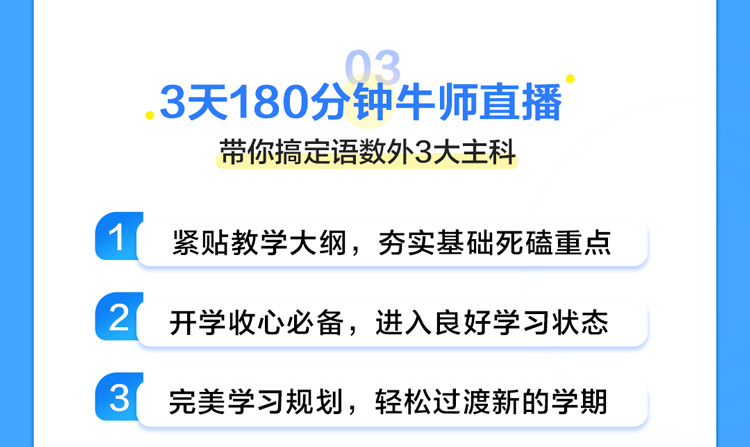 03
3天180分钟牛师直播
带你搞定语数外3大主科
1 紧贴教学大纲，夯实基础死磕重点
2 开学收心必备，进入良好学习状态
3 完美学习规划，轻松过渡新的学期